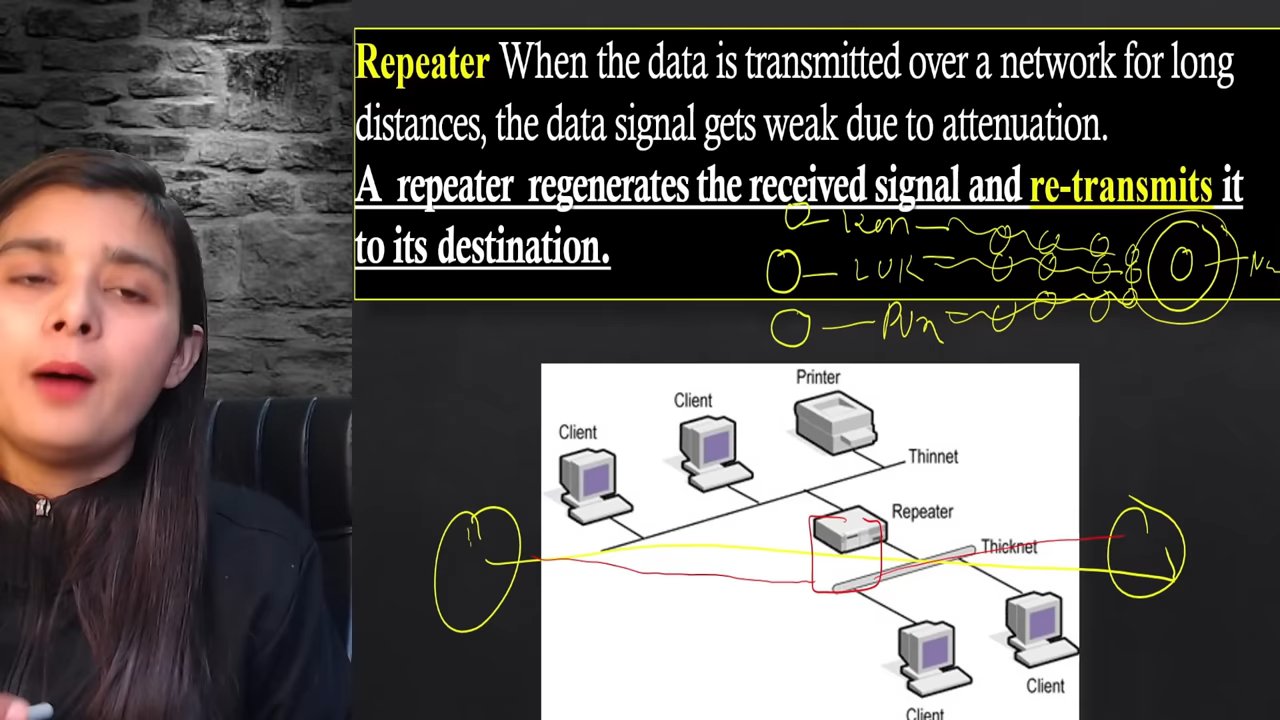 Repeater When the data is transmitted over a network for long
distances, the data signal gets weak due to attenuation.
A repeater regenerates the received signal and re-transmits it
to its destination.
Printer
Client
Client
Thinnet
Repeater
Thicknet
Client
Client